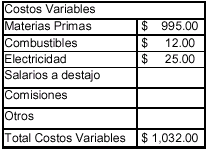 Costos Variables
Materias Primas $ 995.00
Combustibles $ 12.00
Electricidad $ 25.00
Salarios a destajo
Comisiones
Otros
Total Costos Variables $ 1,032.00